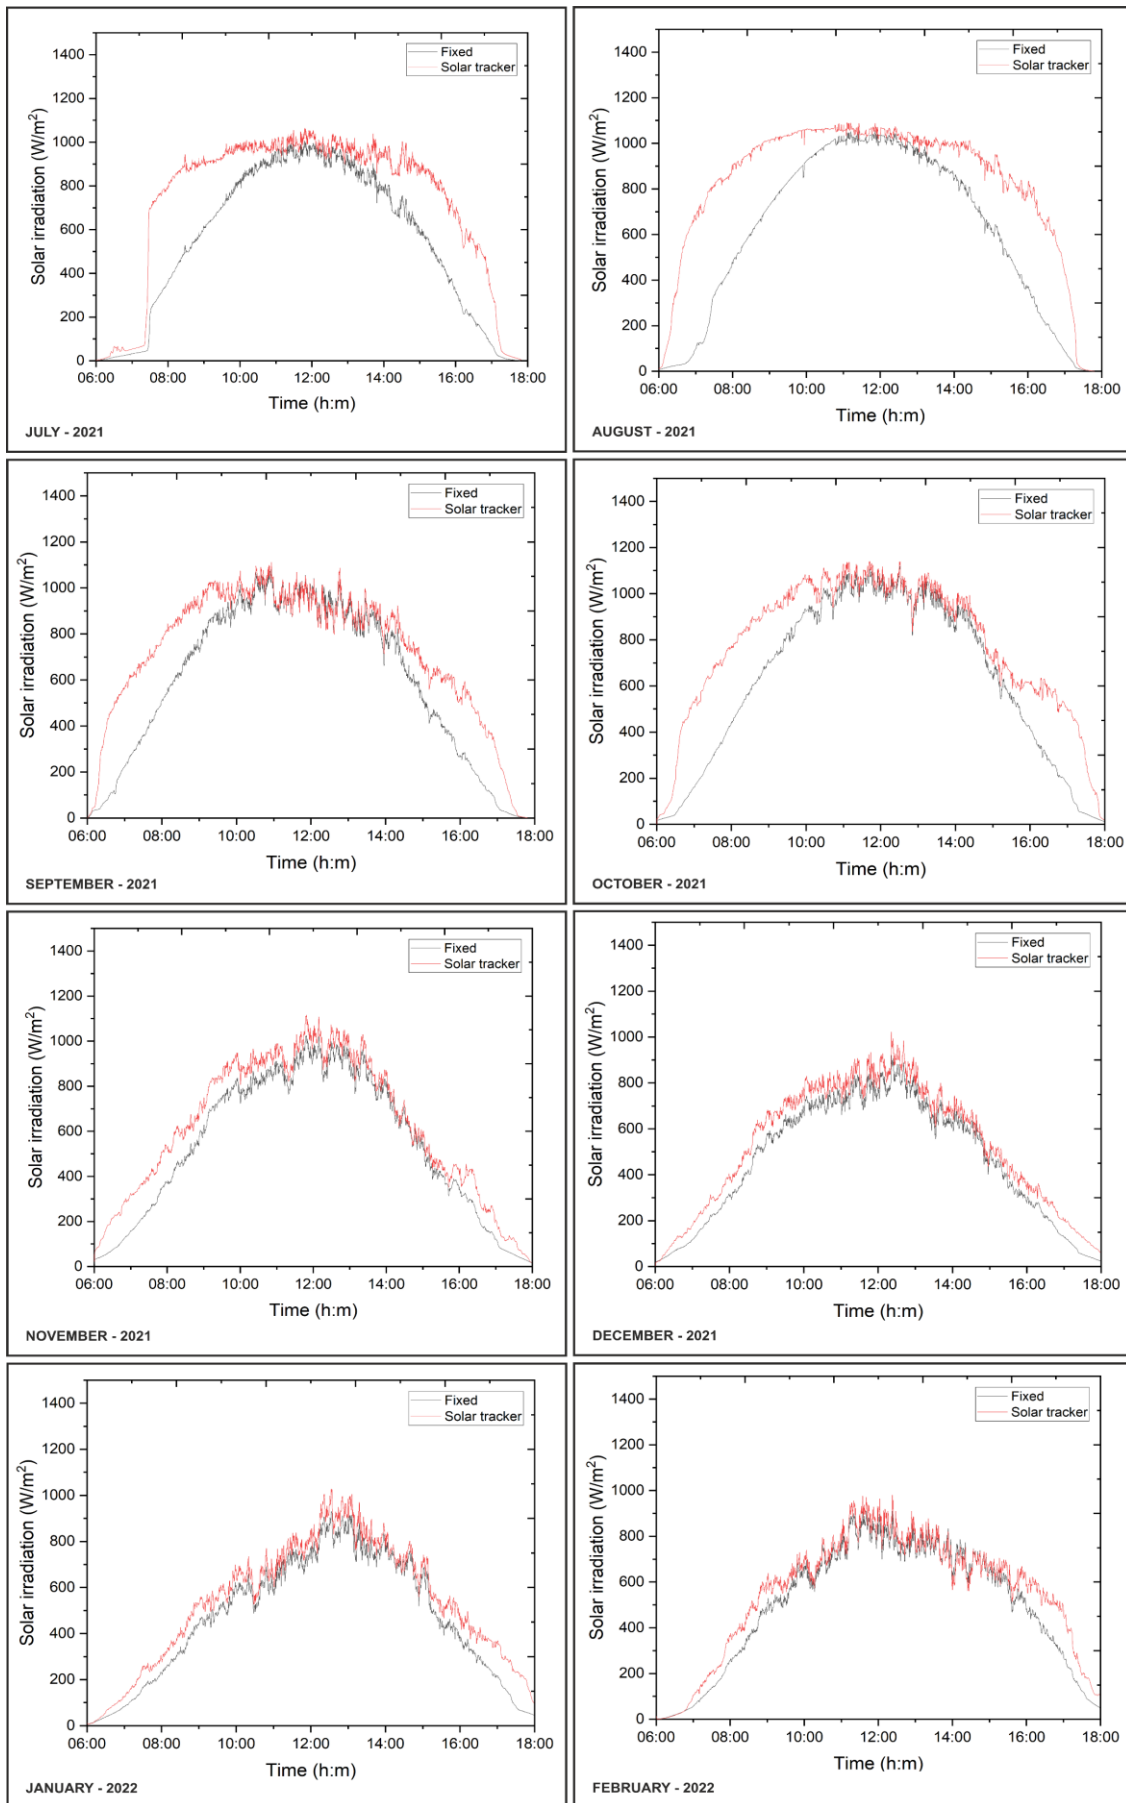 1400
1200
1000
800
600
400
200
0
Solar irradiation (W/m²)
Fixed
Solar tracker
06:00 08:00 10:00 12:00 14:00 16:00 18:00
Time (h:m)
JULY - 2021
1400
1200
1000
800
600
400
200
0
Solar irradiation (W/m²)
Fixed
Solar tracker
06:00 08:00 10:00 12:00 14:00 16:00 18:00
Time (h:m)
AUGUST - 2021
1400
1200
1000
800
600
400
200
0
Solar irradiation (W/m²)
Fixed
Solar tracker
06:00 08:00 10:00 12:00 14:00 16:00 18:00
Time (h:m)
SEPTEMBER - 2021
1400
1200
1000
800
600
400
200
0
Solar irradiation (W/m²)
Fixed
Solar tracker
06:00 08:00 10:00 12:00 14:00 16:00 18:00
Time (h:m)
OCTOBER - 2021
1400
1200
1000
800
600
400
200
0
Solar irradiation (W/m²)
Fixed
Solar tracker
06:00 08:00 10:00 12:00 14:00 16:00 18:00
Time (h:m)
NOVEMBER - 2021
1400
1200
1000
800
600
400
200
0
Solar irradiation (W/m²)
Fixed
Solar tracker
06:00 08:00 10:00 12:00 14:00 16:00 18:00
Time (h:m)
DECEMBER - 2021
1400
1200
1000
800
600
400
200
0
Solar irradiation (W/m²)
Fixed
Solar tracker
06:00 08:00 10:00 12:00 14:00 16:00 18:00
Time (h:m)
JANUARY - 2022
1400
1200
1000
800
600
400
200
0
Solar irradiation (W/m²)
Fixed
Solar tracker
06:00 08:00 10:00 12:00 14:00 16:00 18:00
Time (h:m)
FEBRUARY - 2022